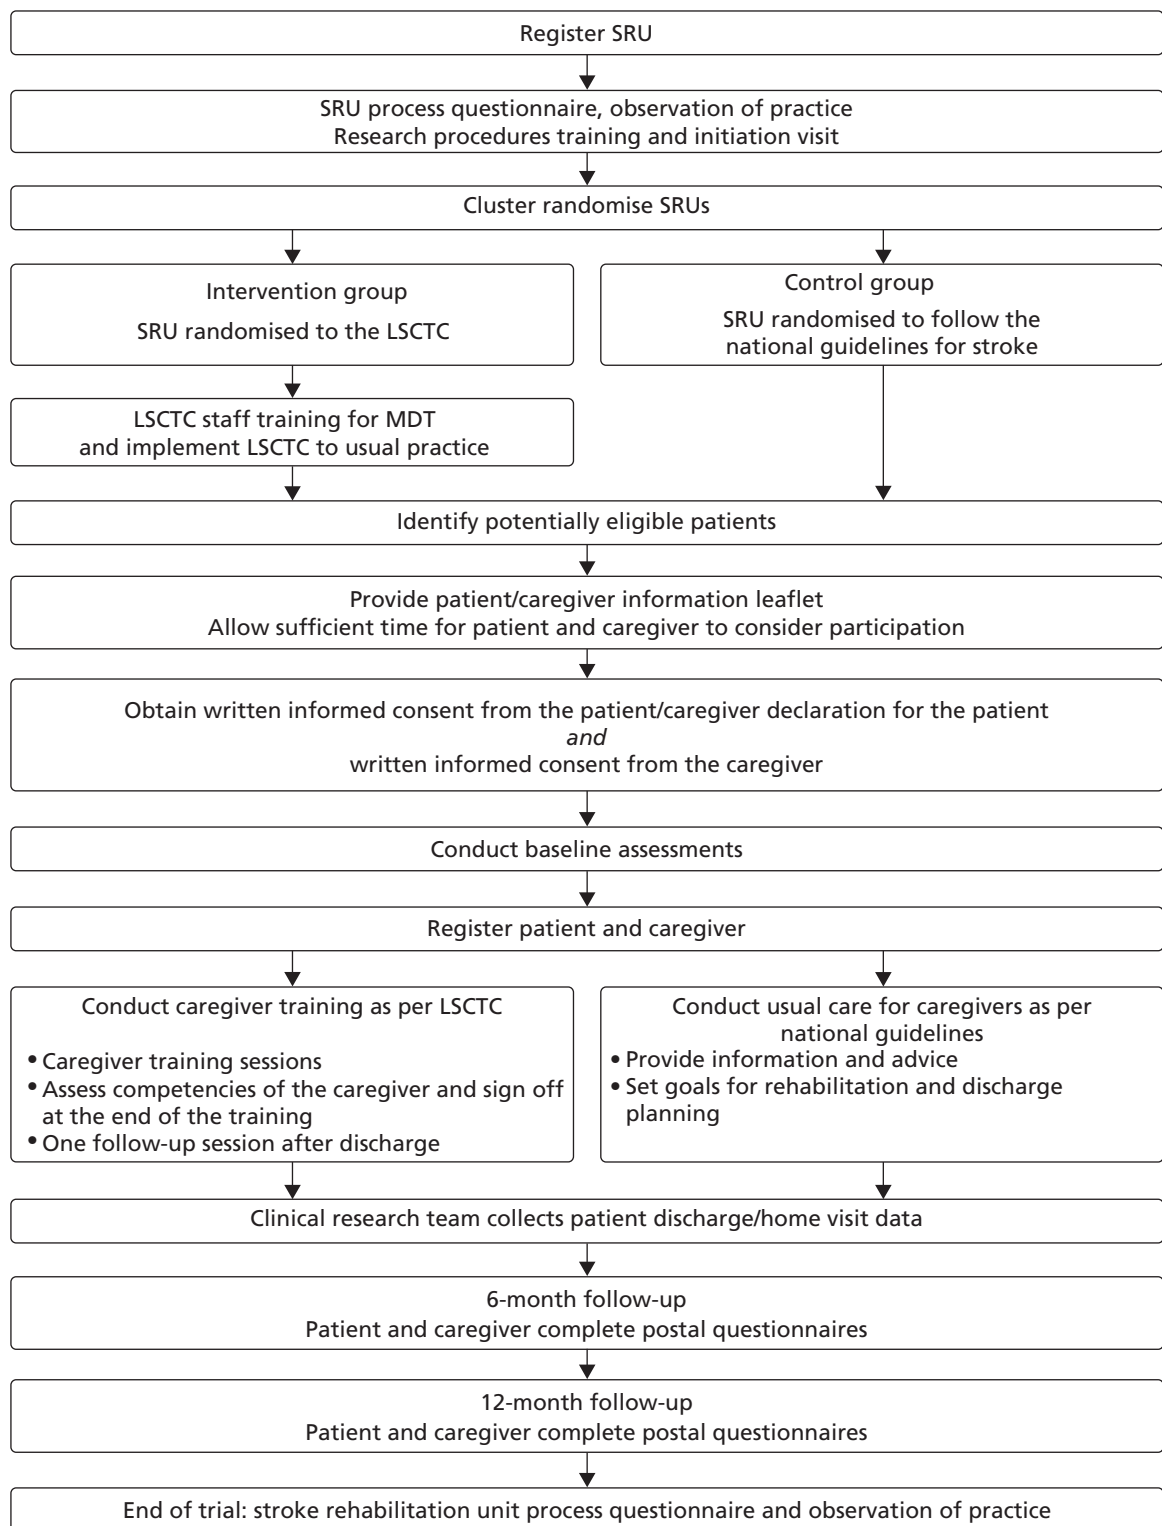 Register SRU
SRU process questionnaire, observation of practice
Research procedures training and initiation visit
Cluster randomise SRUs
Intervention group
SRU randomised to the LSCTC
Control group
SRU randomised to follow the
national guidelines for stroke
LSCTC staff training for MDT
and implement LSCTC to usual practice
Identify potentially eligible patients
Provide patient/caregiver information leaflet
Allow sufficient time for patient and caregiver to consider participation
Obtain written informed consent from the patient/caregiver declaration for the patient
and
written informed consent from the caregiver
Conduct baseline assessments
Register patient and caregiver
Conduct caregiver training as per LSCTC
• Caregiver training sessions
• Assess competencies of the caregiver and sign off
at the end of the training
• One follow-up session after discharge
Conduct usual care for caregivers as per
national guidelines
• Provide information and advice
• Set goals for rehabilitation and discharge
planning
Clinical research team collects patient discharge/home visit data
6-month follow-up
Patient and caregiver complete postal questionnaires
12-month follow-up
Patient and caregiver complete postal questionnaires
End of trial: stroke rehabilitation unit process questionnaire and observation of practice